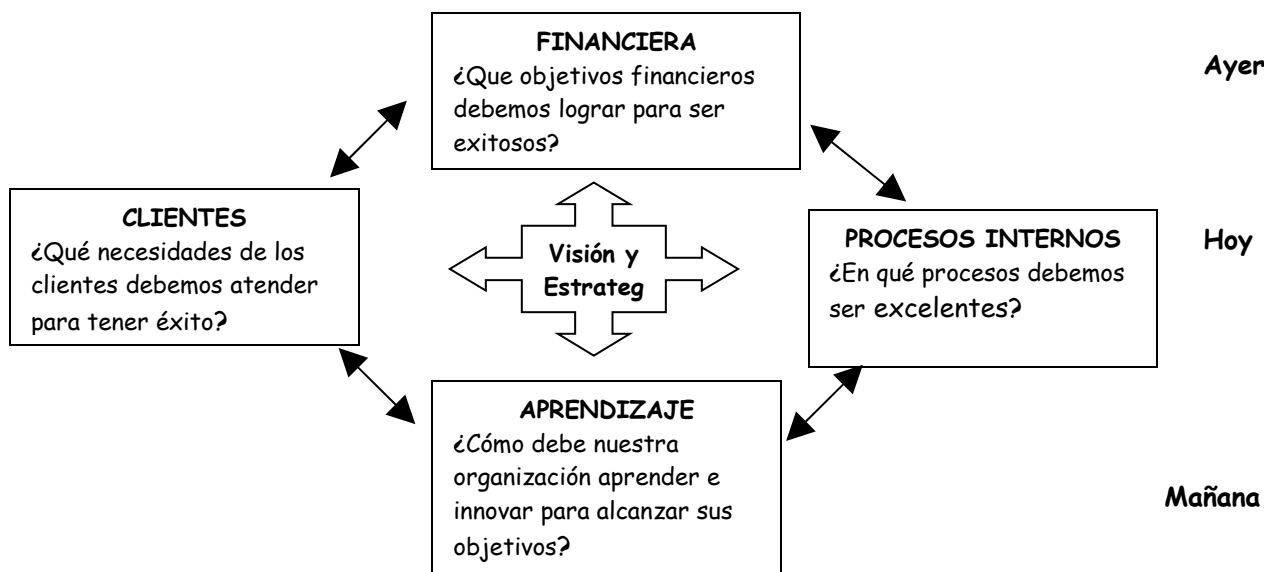 FINANCIERA
¿Que objetivos financieros
debemos lograr para ser
exitosos?
Ayer
CLIENTES
¿Qué necesidades de los
clientes debemos atender
para tener éxito?
Visión y
Estrateg
PROCESOS INTERNOS
¿En qué procesos debemos
ser excelentes?
Hoy
APRENDIZAJE
¿Cómo debe nuestra
organización aprender e
innovar para alcanzar sus
objetivos?
Mañana